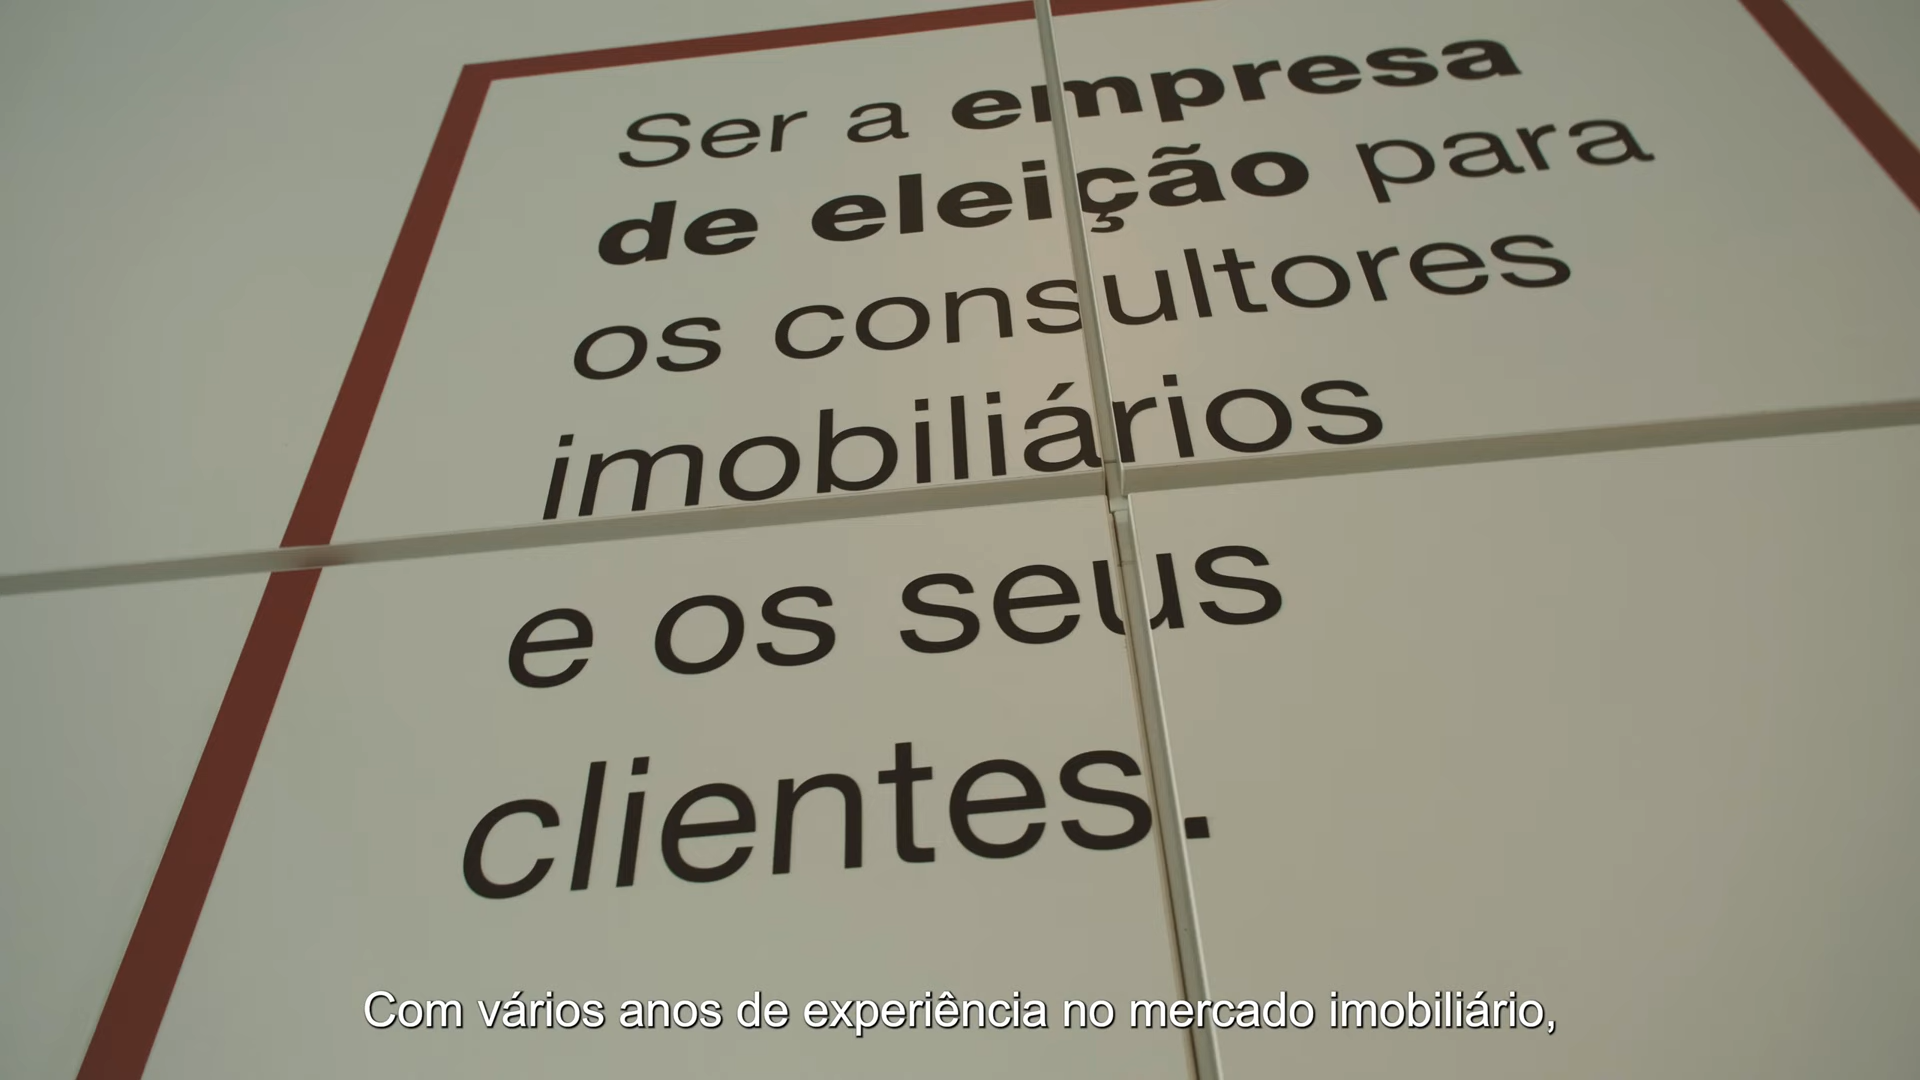 Ser a empresa
de eleição para
os consultores
imobiliários
e os seus
clientes.
Com vários anos de experiência no mercado imobiliário,